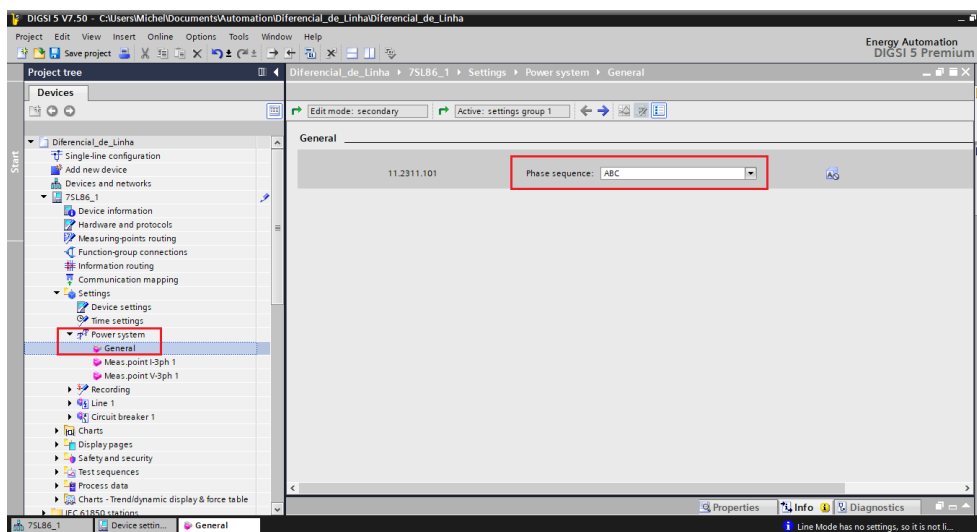 DIGSI 5 V7.50 - C:\Users\Michel\Documents\Automation\Diferencial_de_Linha\Diferencial_de_Linha
Project Edit View Insert Online Options Tools Window Help
Energy Automation
DIGSI 5 Premium
Save project
Project tree
Diferencial_de_Linha 7SL86_1 Settings Power system General
Devices
Edit mode: secondary
Active: settings group 1
Start
General
11.2311.101
Phase sequence: ABC
Diferencial_de_Linha
Single-line configuration
Add new device
Devices and networks
7SL86_1
Device information
Hardware and protocols
Measuring-points routing
Function-group connections
Information routing
Communication mapping
Settings
Device settings
Time settings
Power system
General
Meas.point I-3ph 1
Meas.point V-3ph 1
Recording
Line 1
Circuit breaker 1
Charts
Display pages
Safety and security
Test sequences
Process data
Charts - Trend/dynamic display & force table
IEC 61850 stations
Properties
Info
Diagnostics
7SL86_1
Device settin...
General
Line Mode has no settings, so it is not li...